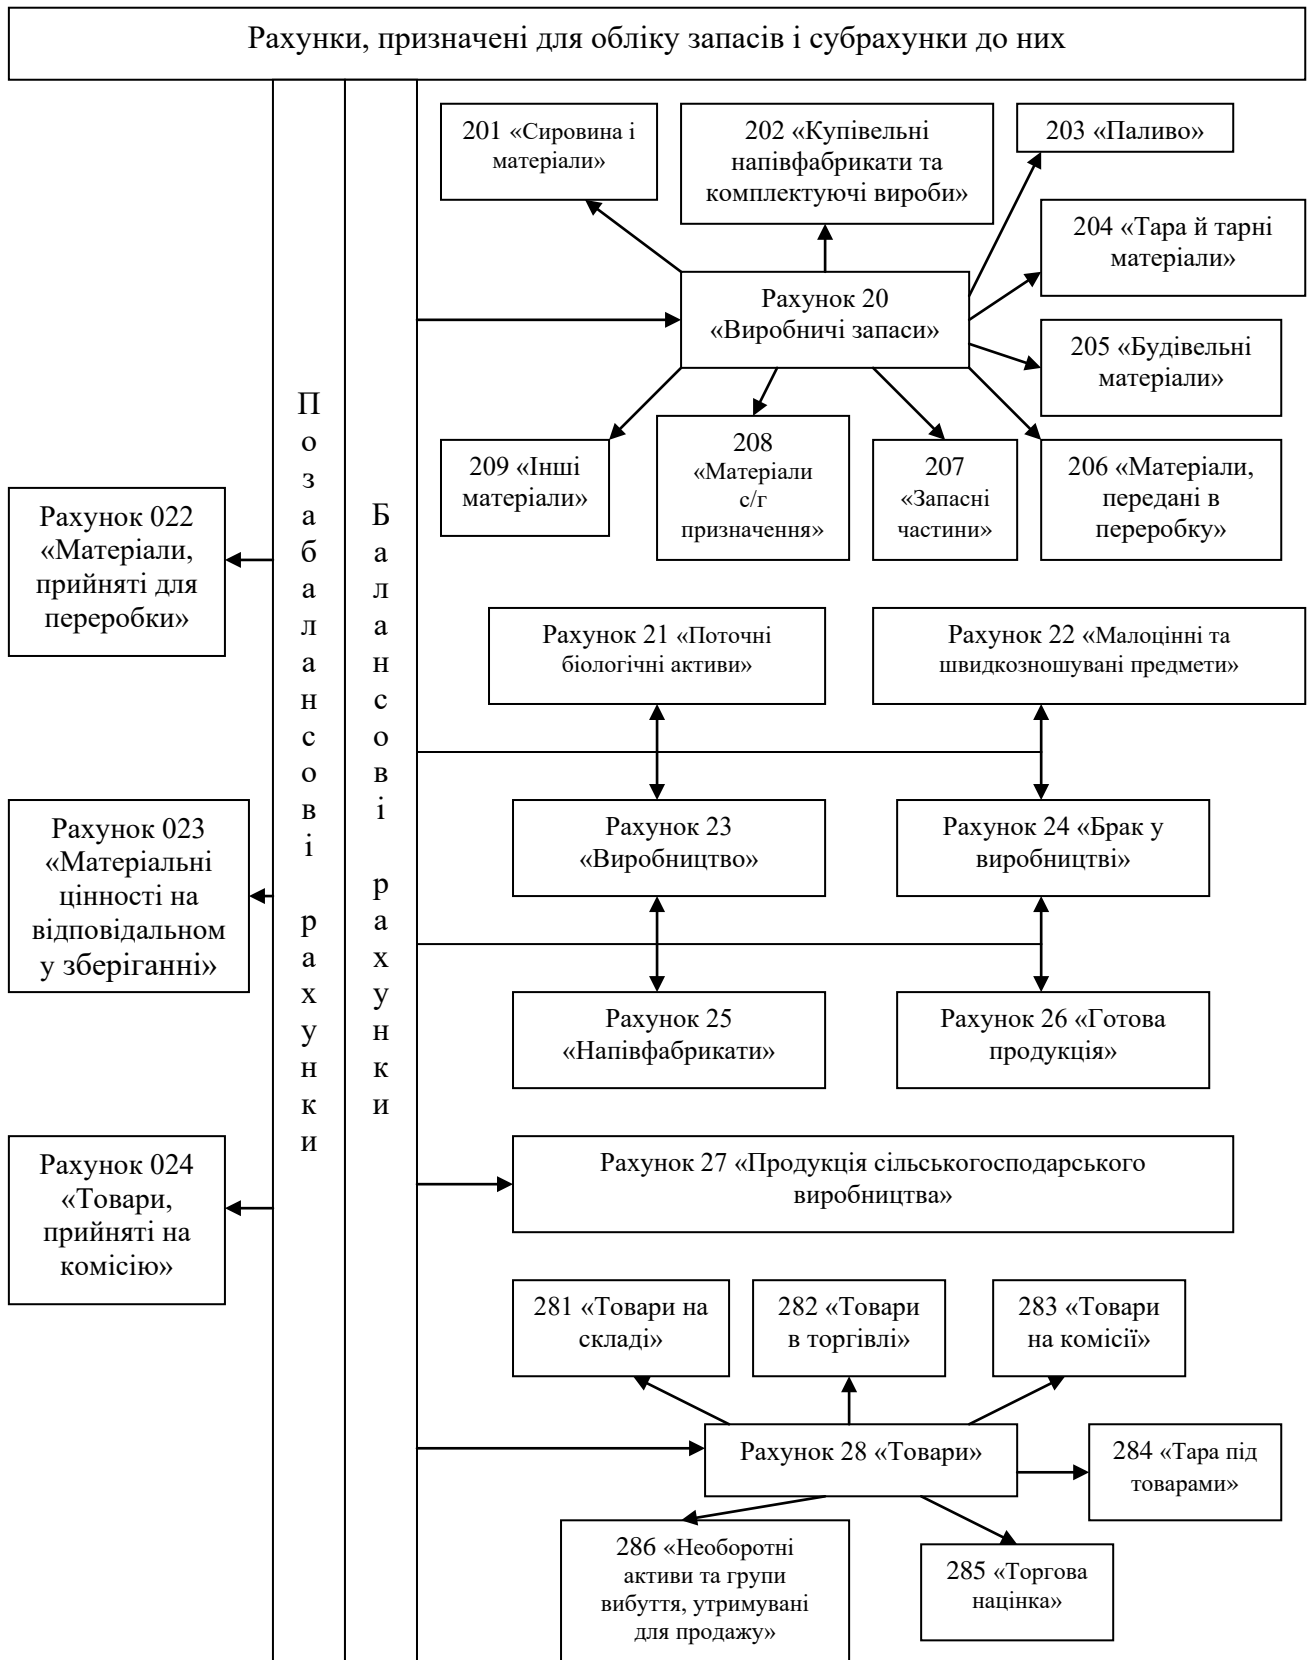 Рахунки, призначені для обліку запасів і субрахунки до них
201 «Сировина і
матеріали»
202 «Купівельні
напівфабрикати та
комплектуючі вироби»
203 «Паливо»
204 «Тара й тарні
матеріали»
Рахунок 20
«Виробничі запаси»
205 «Будівельні
матеріали»
209 «Інші
матеріали»
208
«Матеріали
с/г
призначення»
207
«Запасні
частини»
206 «Матеріали,
передані в
переробку»
Позабалансові рахунки
Балансові рахунки
Рахунок 022
«Матеріали,
прийняті для
переробки»
Рахунок 21 «Поточні
біологічні активи»
Рахунок 22 «Малоцінні та
швидкозношувані предмети»
Рахунок 023
«Матеріальні
цінності на
відповідальном
у зберіганні»
Рахунок 23
«Виробництво»
Рахунок 24 «Брак у
виробництві»
Рахунок 25
«Напівфабрикати»
Рахунок 26 «Готова
продукція»
Рахунок 024
«Товари,
прийняті на
комісію»
Рахунок 27 «Продукція сільськогосподарського
виробництва»
281 «Товари на
складі»
282 «Товари
в торгівлі»
283 «Товари
на комісії»
Рахунок 28 «Товари»
284 «Тара під
товарами»
286 «Необоротні
активи та групи
вибуття, утримувані
для продажу»
285 «Торгова
націнка»